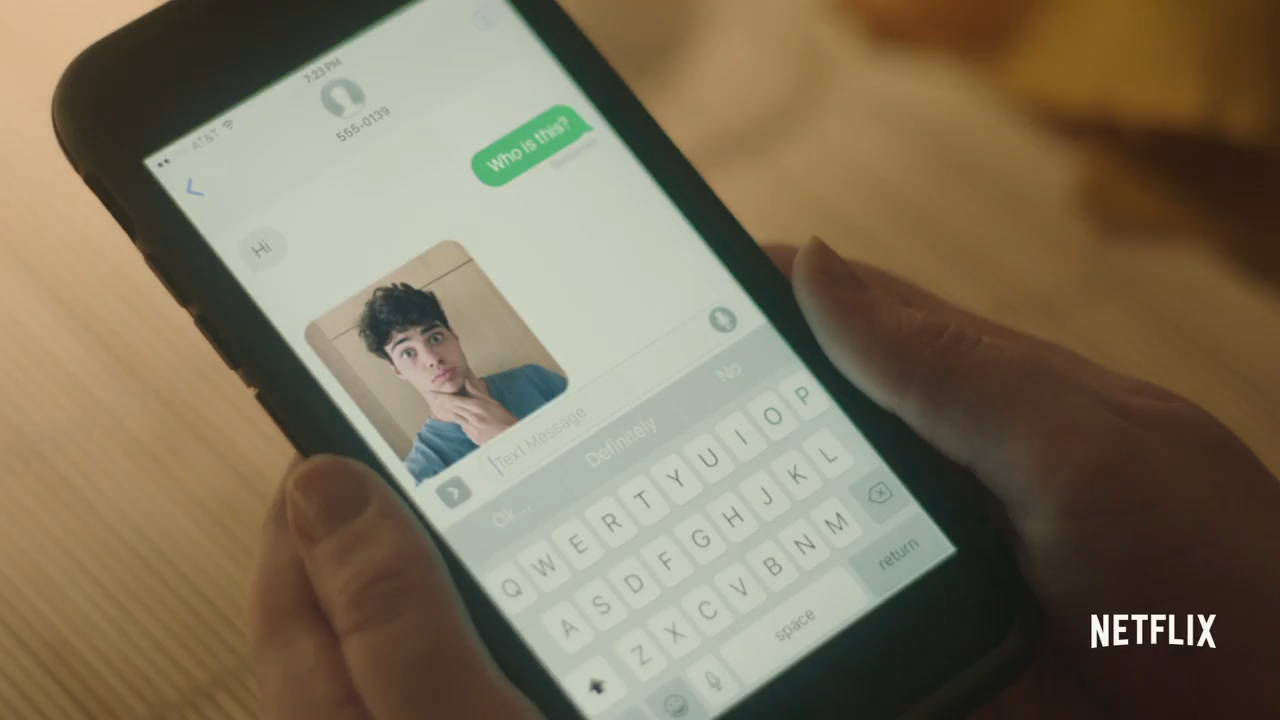 7:23 PM
AT&T
555-0139
Who is this?
Hi
Text Message
Ok...
Definitely
No
Q W E R T Y U I O P
A S D F G H J K L
Z X C V B N M
space
return
NETFLIX